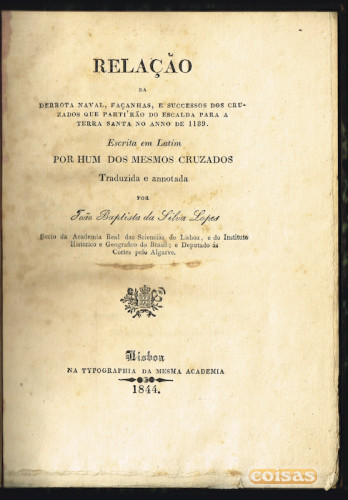 RELAÇÃO
DA
DERROTA NAVAL, FAÇANHAS, E SUCCESSOS DOS CRU-
ZADOS QUE PARTI'RÃO DO ESCALDA PARA A
TERRA SANTA NO ANNO DE 1189.
Escrita em Latim
POR HUM DOS MESMOS CRUZADOS
Traduzida e annotada
POR
João Baptista da Silva Lopes
Socio da Academia Real das Sciencias de Lisboa, e do Instituto
Historico e Geografico do Brasil; e Deputado ás
Cortes pelo Algarve.
Lisboa
NA TYPOGRAPHIA DA MESMA ACADEMIA
1844.
coisas